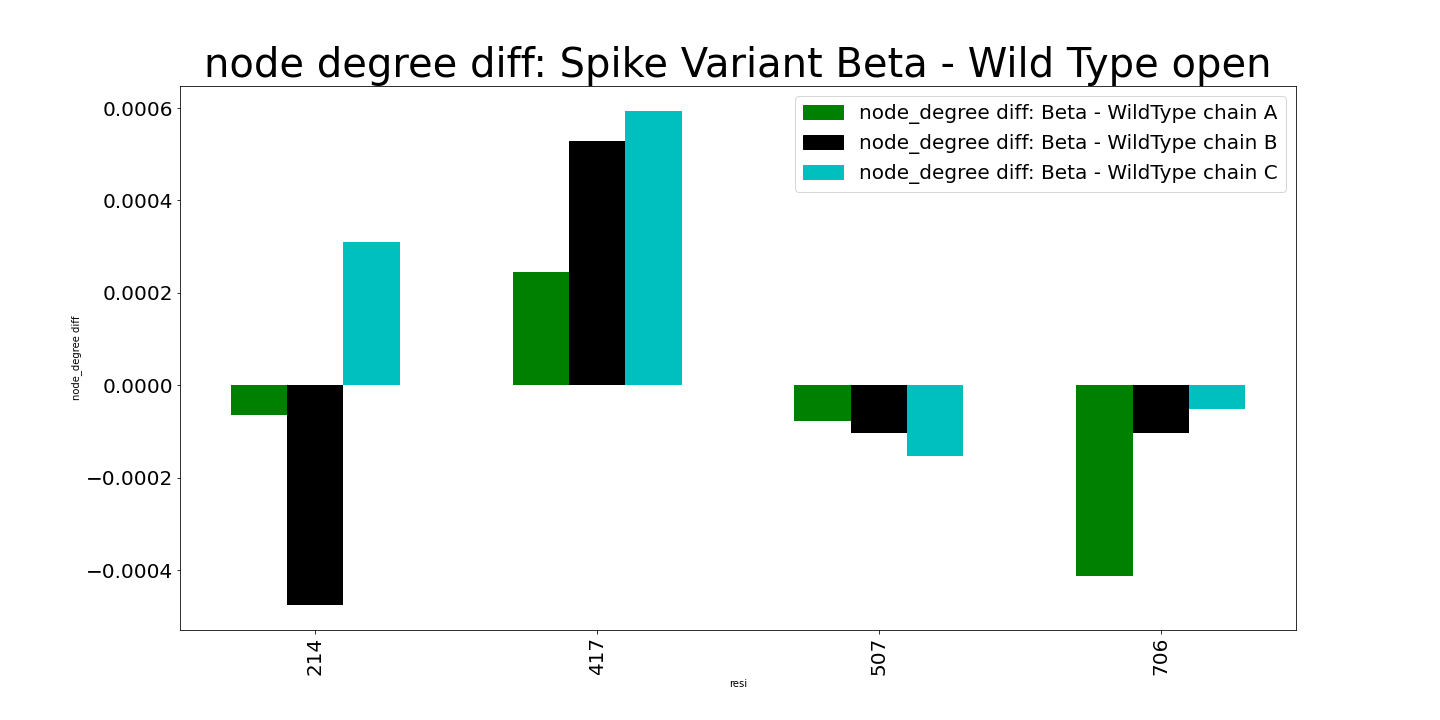 node degree diff: Spike Variant Beta - Wild Type open
node_degree diff: Beta - WildType chain A
node_degree diff: Beta - WildType chain B
node_degree diff: Beta - WildType chain C
0.0006
0.0004
0.0002
0.0000
−0.0002
−0.0004
node_degree diff
214
417
507
706
resi